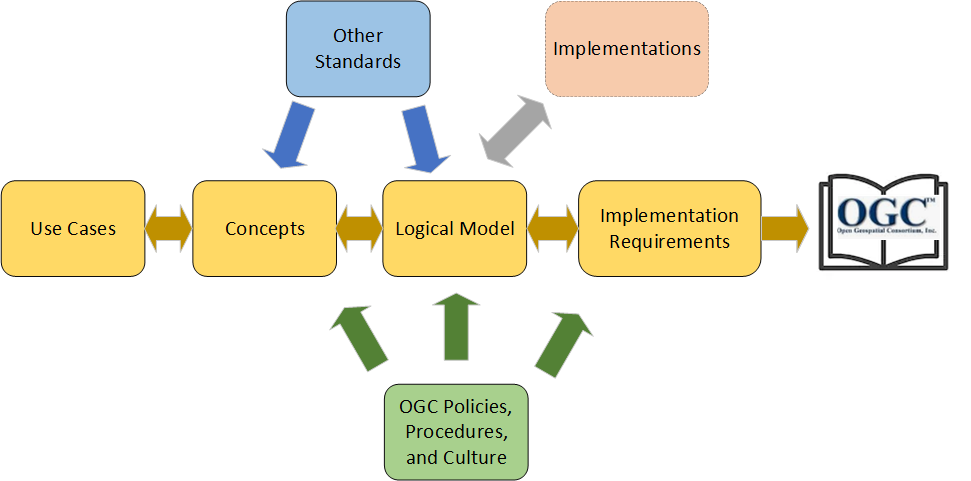 Other
Standards
Implementations
Use Cases
Concepts
Logical Model
Implementation
Requirements
OGC™
Open Geospatial Consortium, Inc.
OGC Policies,
Procedures,
and Culture